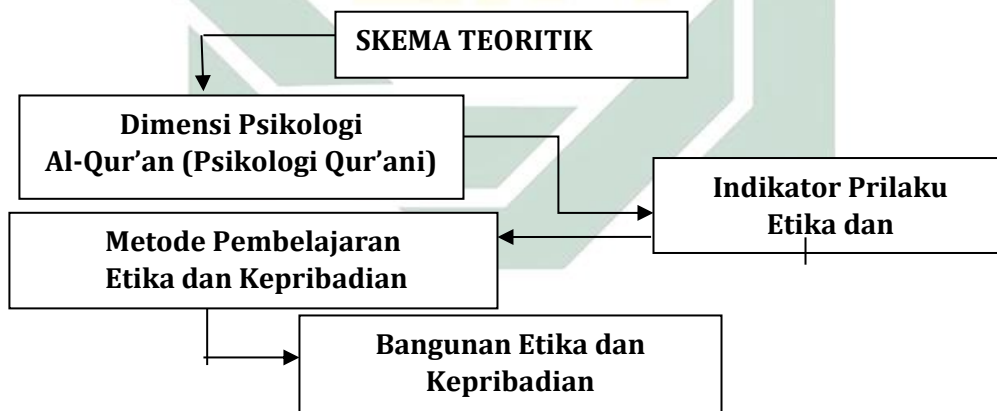 SKEMA TEORITIK
Dimensi Psikologi
Al-Qur’an (Psikologi Qur’ani)
Indikator Prilaku
Etika dan
Metode Pembelajaran
Etika dan Kepribadian
Bangunan Etika dan
Kepribadian